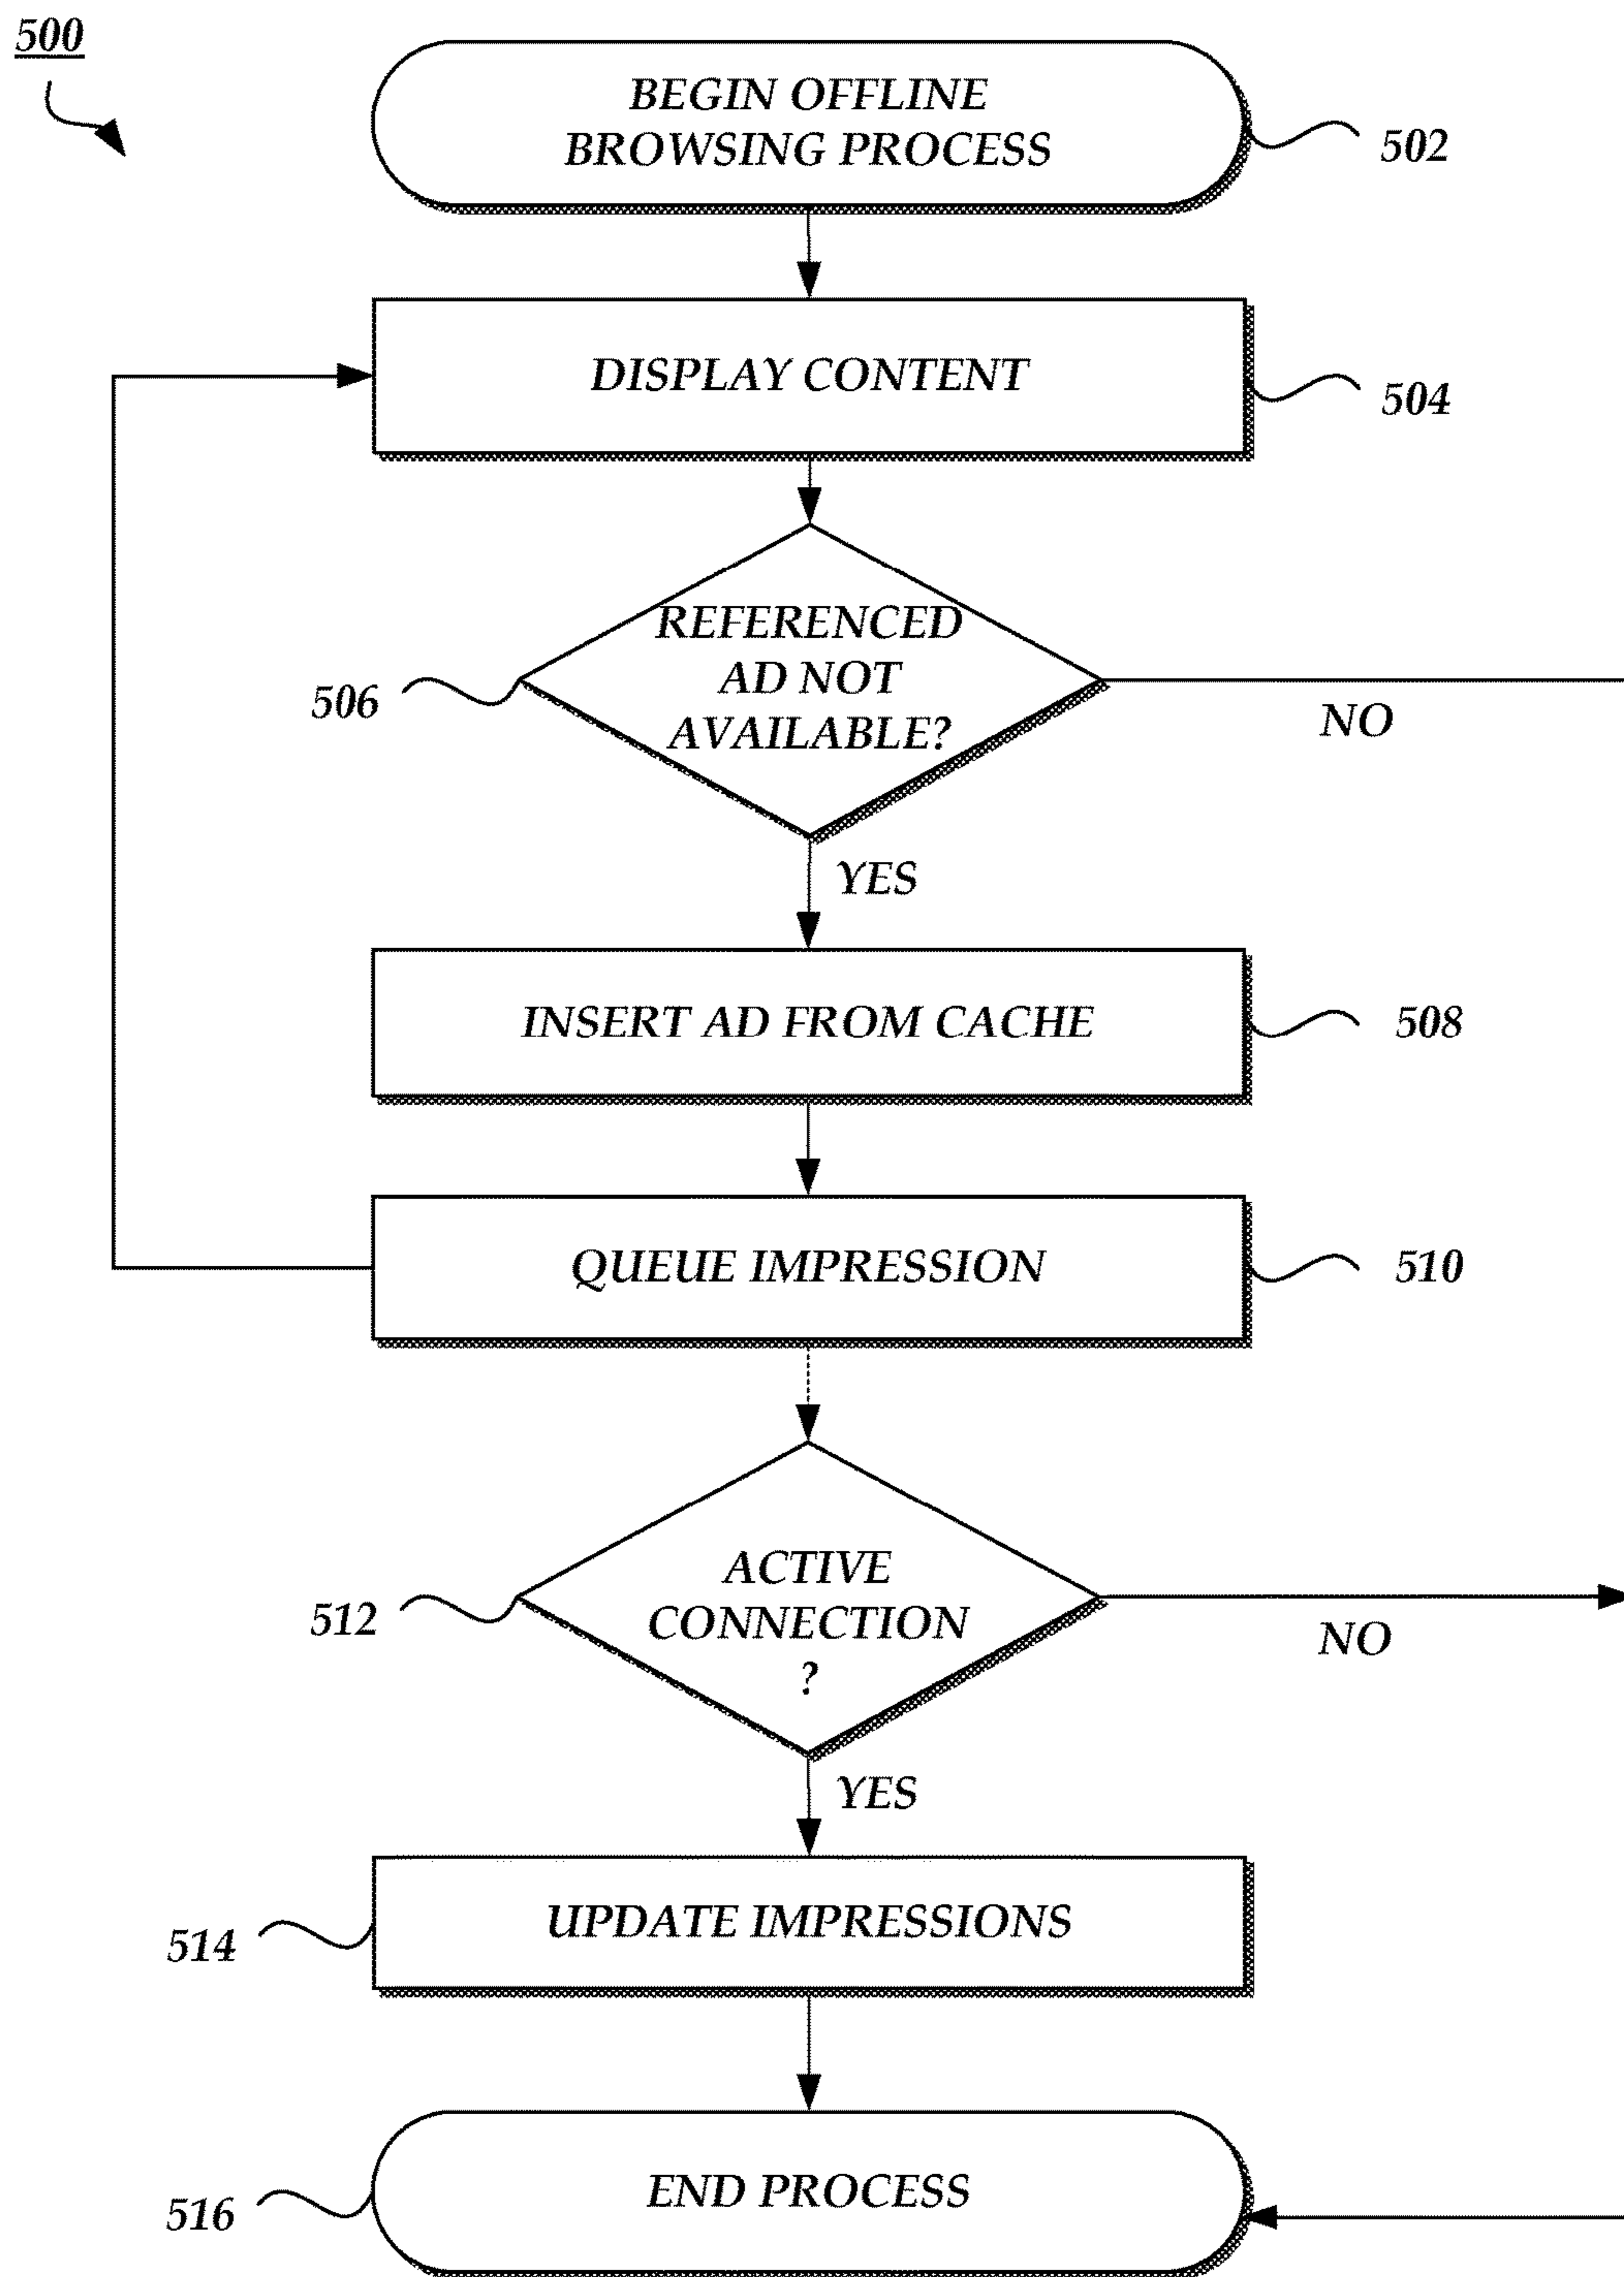 500
BEGIN OFFLINE
BROWSING PROCESS
502
DISPLAY CONTENT
504
REFERENCED
AD NOT
AVAILABLE?
506
NO
YES
INSERT AD FROM CACHE
508
QUEUE IMPRESSION
510
ACTIVE
CONNECTION
?
512
NO
YES
UPDATE IMPRESSIONS
514
END PROCESS
516